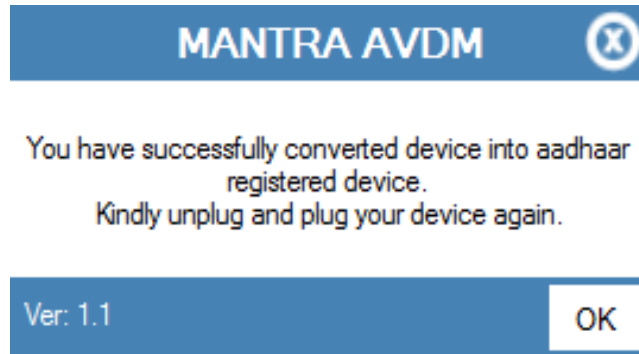 MANTRA AVDM
You have successfully converted device into aadhaar
registered device.
Kindly unplug and plug your device again.
Ver: 1.1
OK